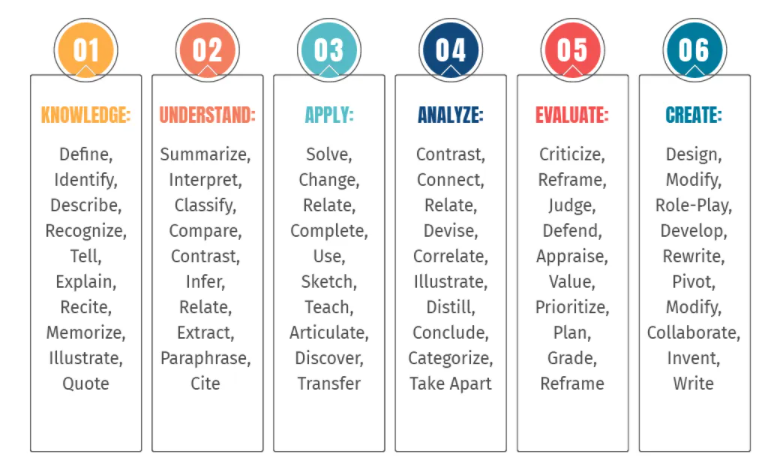 01
KNOWLEDGE:
Define,
Identify,
Describe,
Recognize,
Tell,
Explain,
Recite,
Memorize,
Illustrate,
Quote
02
UNDERSTAND:
Summarize,
Interpret,
Classify,
Compare,
Contrast,
Infer,
Relate,
Extract,
Paraphrase,
Cite
03
APPLY:
Solve,
Change,
Relate,
Complete,
Use,
Sketch,
Teach,
Articulate,
Discover,
Transfer
04
ANALYZE:
Contrast,
Connect,
Relate,
Devise,
Correlate,
Illustrate,
Distill,
Conclude,
Categorize,
Take Apart
05
EVALUATE:
Criticize,
Reframe,
Judge,
Defend,
Appraise,
Value,
Prioritize,
Plan,
Grade,
Reframe
06
CREATE:
Design,
Modify,
Role-Play,
Develop,
Rewrite,
Pivot,
Modify,
Collaborate,
Invent,
Write